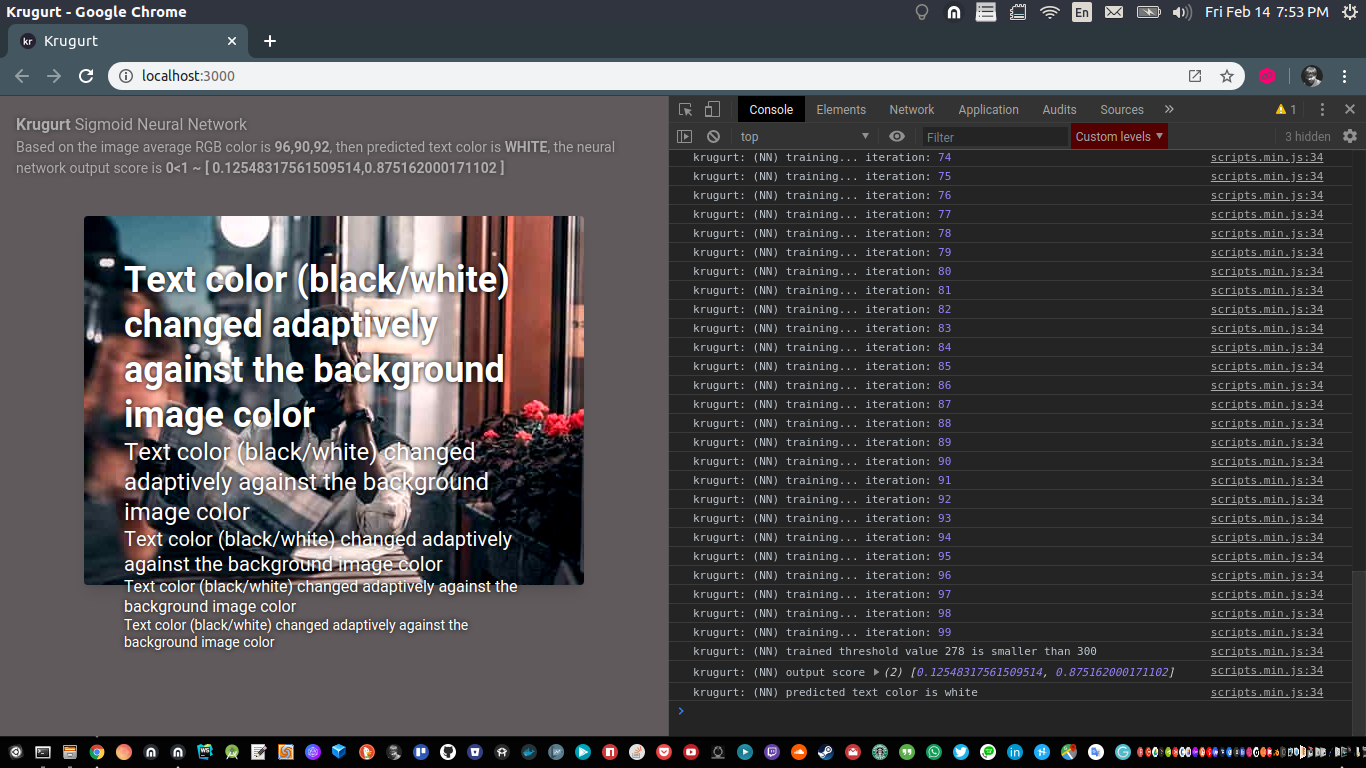 Krugurt - Google Chrome
En
Fri Feb 14 7:53 PM
kr Krugurt
localhost:3000
Krugurt Sigmoid Neural Network
Based on the image average RGB color is 96,90,92, then predicted text color is WHITE, the neural
network output score is 0<1 ~ [ 0.12548317561509514,0.875162000171102 ]
Text color (black/white)
changed adaptively
against the background
image color
Text color (black/white) changed
adaptively against the background
image color
Text color (black/white) changed adaptively
against the background image color
Text color (black/white) changed adaptively against the
background image color
Text color (black/white) changed adaptively against the
background image color
Console Elements Network Application Audits Sources » 1
top Filter Custom levels 3 hidden
krugurt: (NN) training... iteration: 74 scripts.min.js:34
krugurt: (NN) training... iteration: 75 scripts.min.js:34
krugurt: (NN) training... iteration: 76 scripts.min.js:34
krugurt: (NN) training... iteration: 77 scripts.min.js:34
krugurt: (NN) training... iteration: 78 scripts.min.js:34
krugurt: (NN) training... iteration: 79 scripts.min.js:34
krugurt: (NN) training... iteration: 80 scripts.min.js:34
krugurt: (NN) training... iteration: 81 scripts.min.js:34
krugurt: (NN) training... iteration: 82 scripts.min.js:34
krugurt: (NN) training... iteration: 83 scripts.min.js:34
krugurt: (NN) training... iteration: 84 scripts.min.js:34
krugurt: (NN) training... iteration: 85 scripts.min.js:34
krugurt: (NN) training... iteration: 86 scripts.min.js:34
krugurt: (NN) training... iteration: 87 scripts.min.js:34
krugurt: (NN) training... iteration: 88 scripts.min.js:34
krugurt: (NN) training... iteration: 89 scripts.min.js:34
krugurt: (NN) training... iteration: 90 scripts.min.js:34
krugurt: (NN) training... iteration: 91 scripts.min.js:34
krugurt: (NN) training... iteration: 92 scripts.min.js:34
krugurt: (NN) training... iteration: 93 scripts.min.js:34
krugurt: (NN) training... iteration: 94 scripts.min.js:34
krugurt: (NN) training... iteration: 95 scripts.min.js:34
krugurt: (NN) training... iteration: 96 scripts.min.js:34
krugurt: (NN) training... iteration: 97 scripts.min.js:34
krugurt: (NN) training... iteration: 98 scripts.min.js:34
krugurt: (NN) training... iteration: 99 scripts.min.js:34
krugurt: (NN) trained threshold value 278 is smaller than 300 scripts.min.js:34
krugurt: (NN) output score (2) [0.12548317561509514, 0.875162000171102] scripts.min.js:34
krugurt: (NN) predicted text color is white scripts.min.js:34